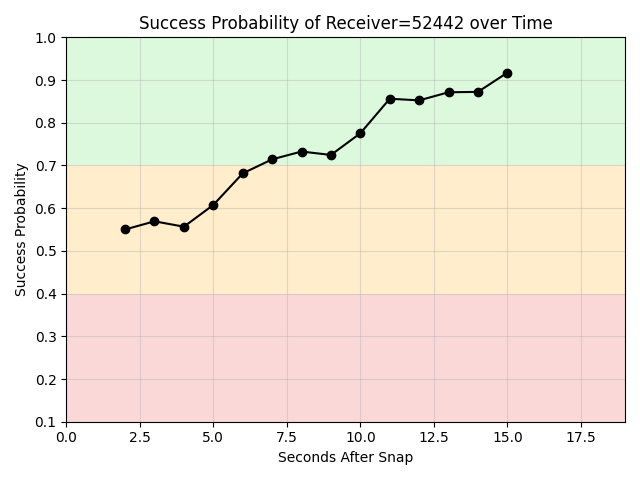 Success Probability of Receiver=52442 over Time
1.0
0.9
0.8
0.7
0.6
0.5
0.4
0.3
0.2
0.1
Success Probability
0.0 2.5 5.0 7.5 10.0 12.5 15.0 17.5
Seconds After Snap